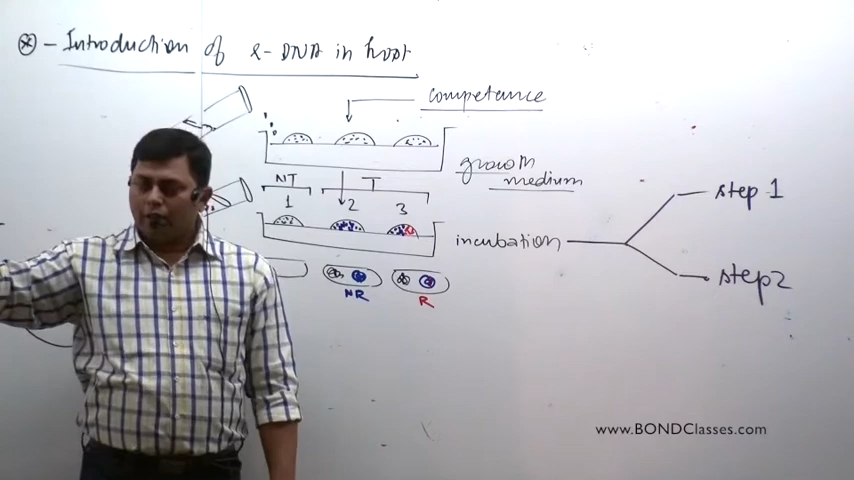 ⊛ - Introduction of r-DNA in host
competance
growth
medium
NT
T
1
2
3
incubation
step 1
step 2
NR
R
www.BONDClasses.com